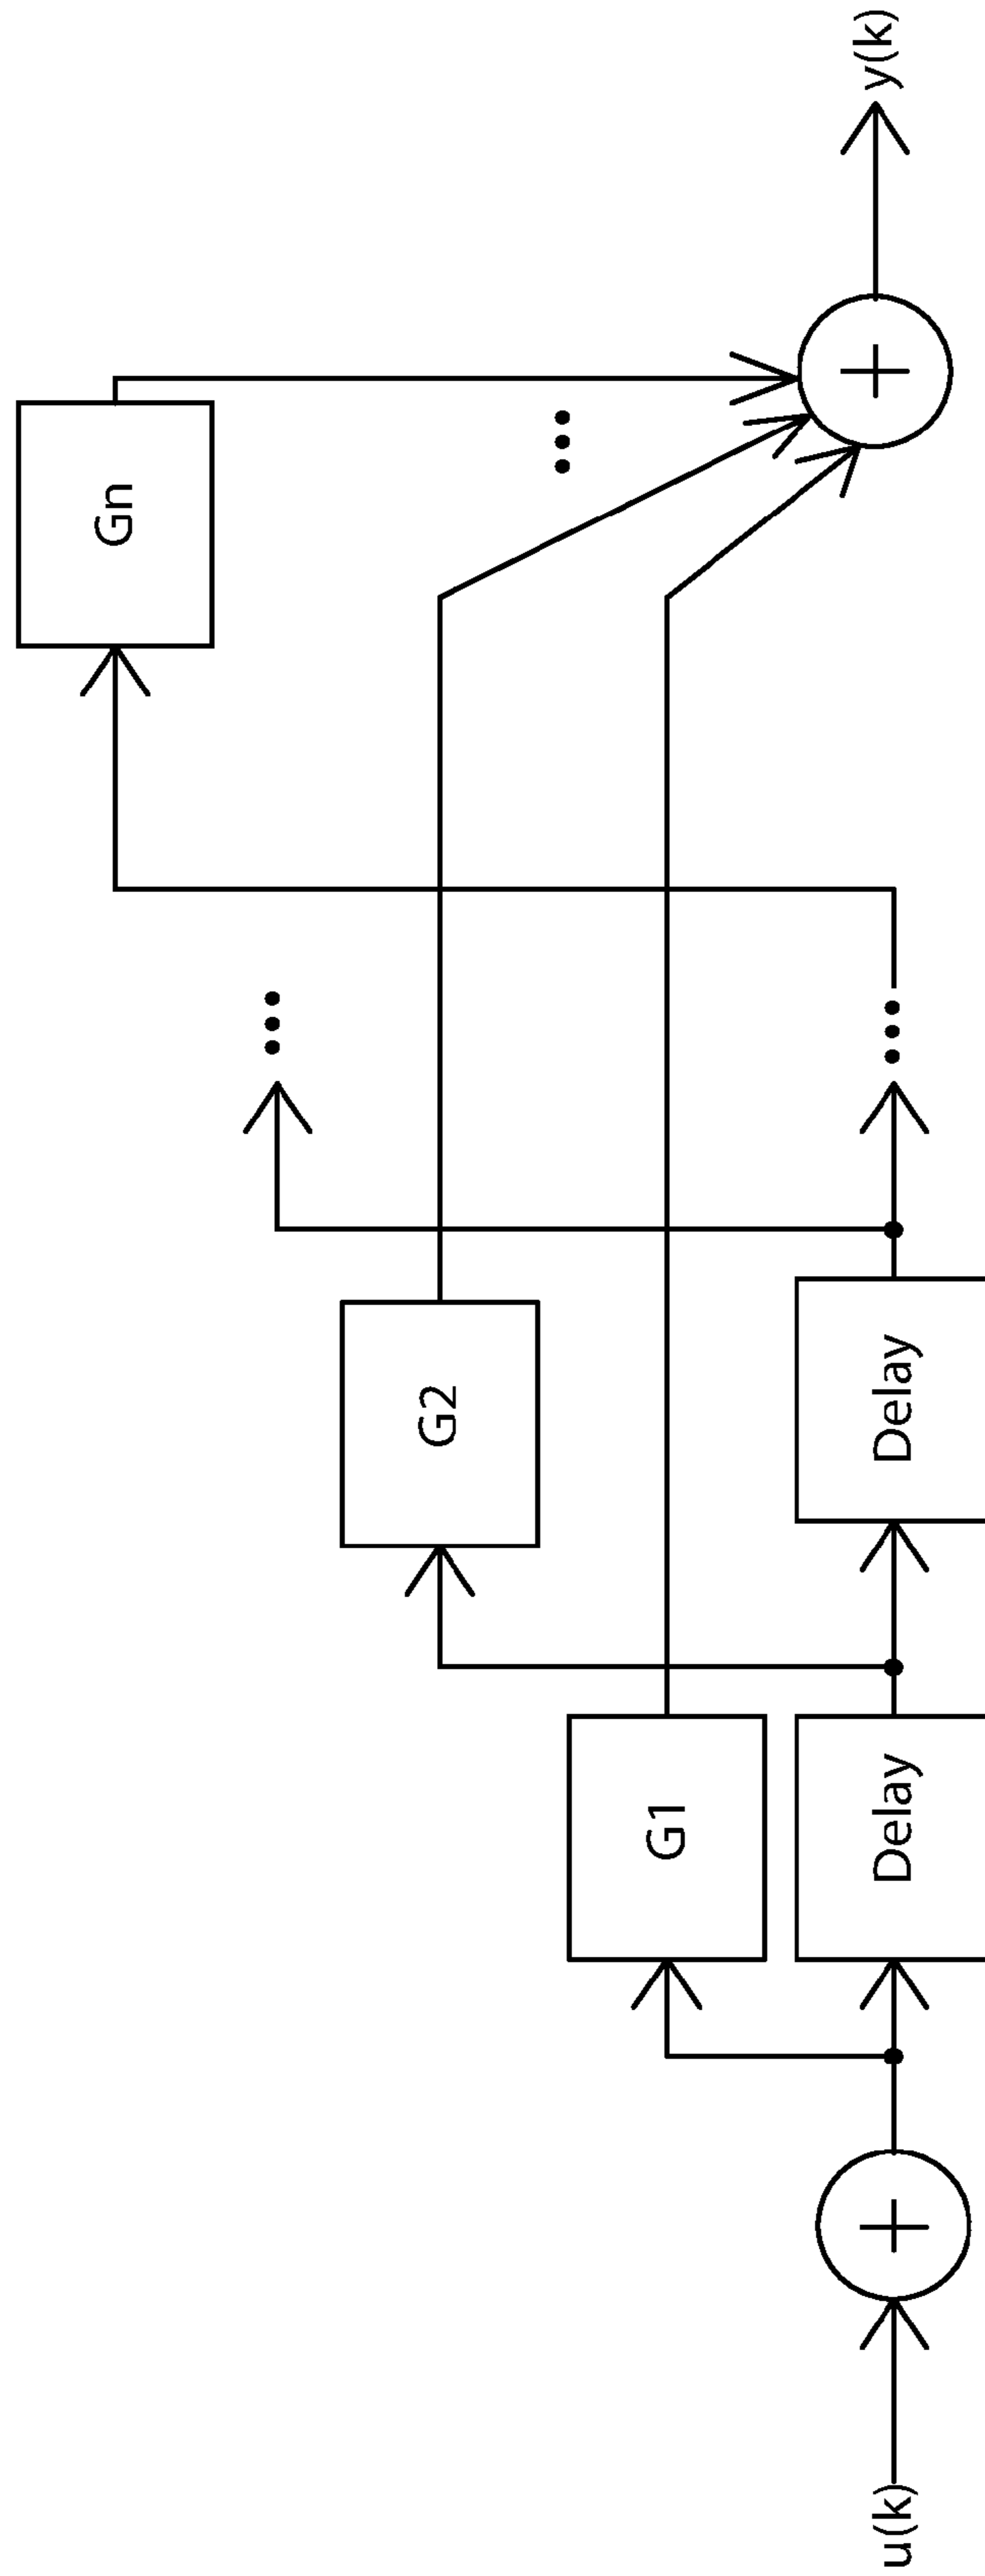 Gn
G2
G1
u(k)
+
Delay
Delay
+
y(k)